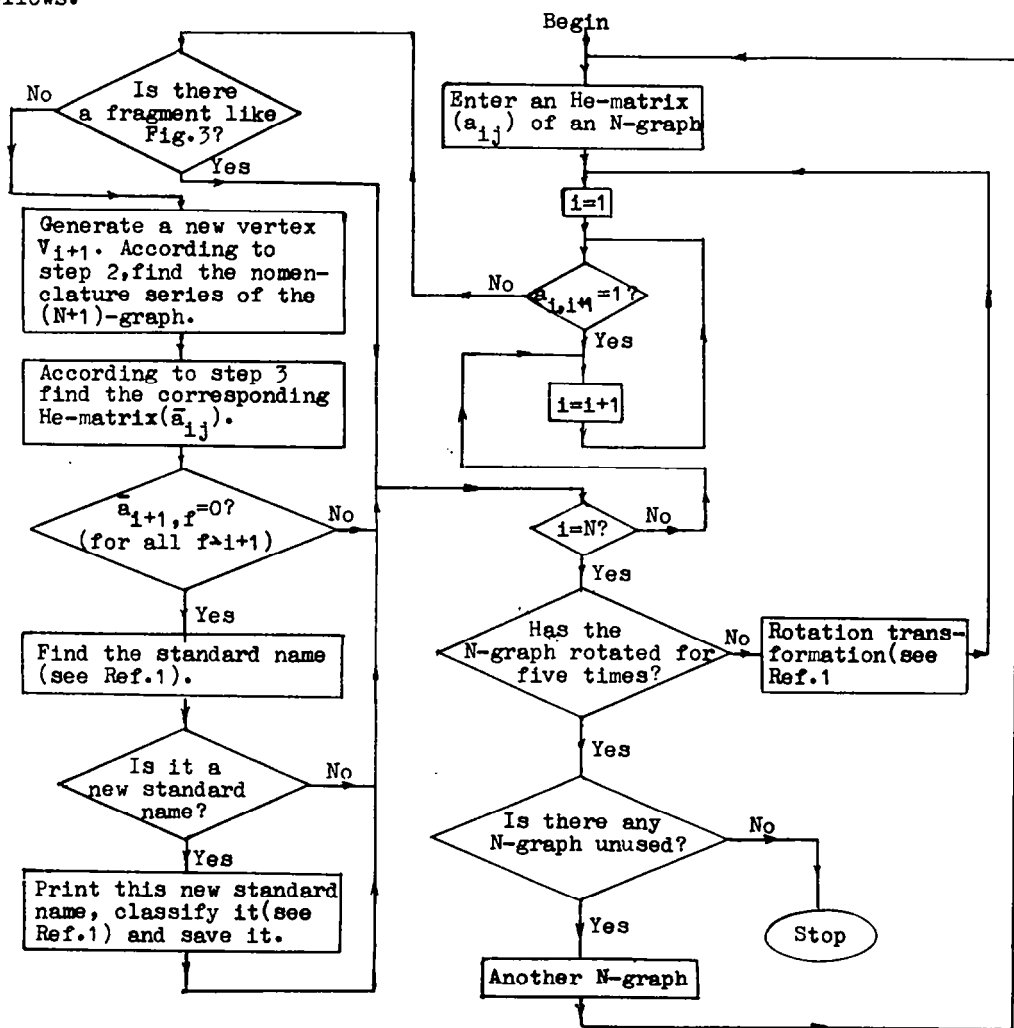 llows.
Begin
Enter an He-matrix
(a_ij) of an N-graph
i=1
a_i,i+1=1?
No
Yes
i=i+1
Is there
a fragment like
Fig.3?
No
Yes
Generate a new vertex
V_i+1. According to
step 2,find the nomen-
clature series of the
(N+1)-graph.
According to step 3
find the corresponding
He-matrix(ā_ij).
ā_i+1,f=0?
(for all f>i+1)
No
Yes
Find the standard name
(see Ref.1).
Is it a
new standard
name?
No
Yes
Print this new standard
name, classify it(see
Ref.1) and save it.
i=N?
No
Yes
Has the
N-graph rotated for
five times?
No
Rotation trans-
formation(see
Ref.1
Yes
Is there any
N-graph unused?
No
Stop
Yes
Another N-graph